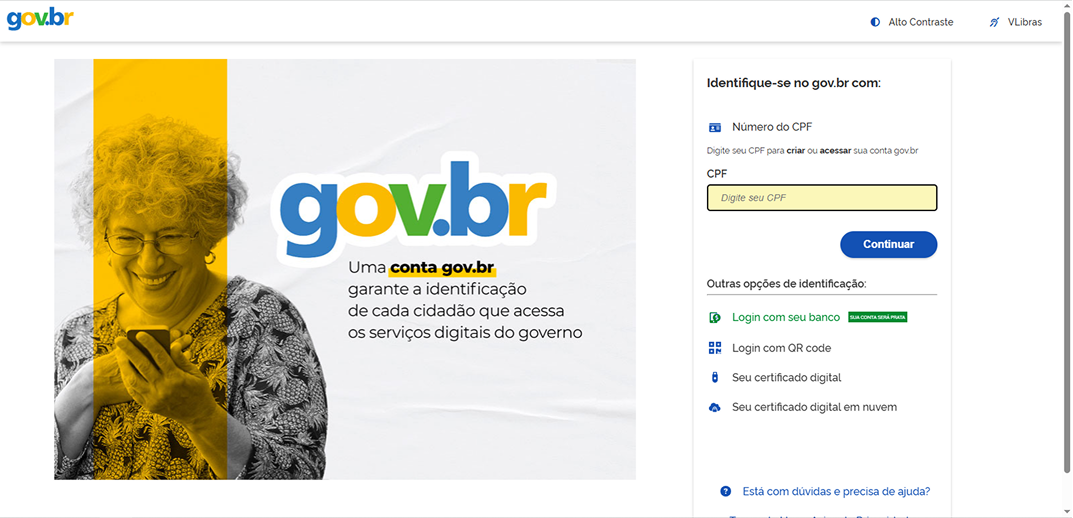 gov.br
Alto Contraste
VLibras
gov.br
Uma conta gov.br
garante a identificação
de cada cidadão que acessa
os serviços digitais do governo
Identifique-se no gov.br com:
Número do CPF
Digite seu CPF para criar ou acessar sua conta gov.br
CPF
Digite seu CPF
Continuar
Outras opções de identificação:
Login com seu banco SUA CONTA SERÁ PRATA
Login com QR code
Seu certificado digital
Seu certificado digital em nuvem
Está com dúvidas e precisa de ajuda?